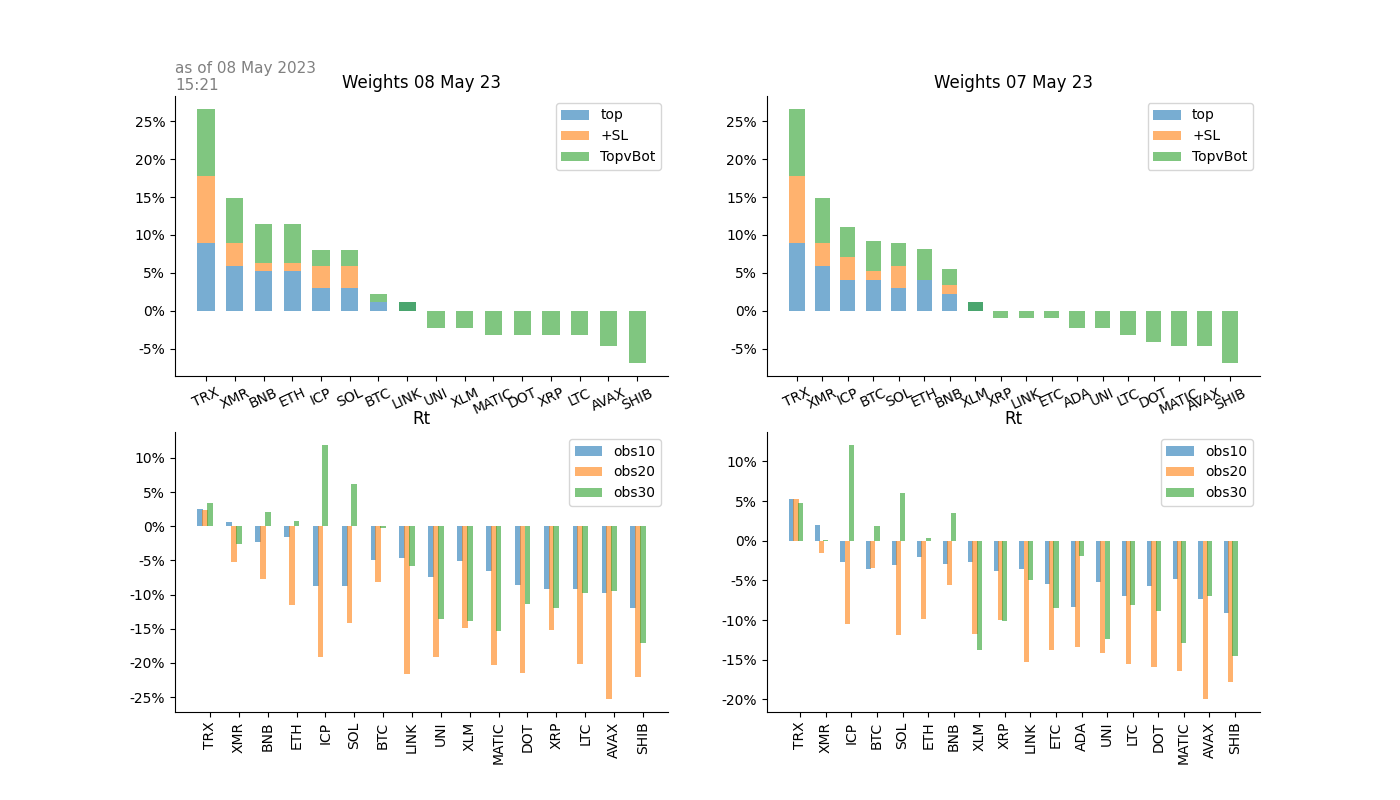 as of 08 May 2023
15:21
Weights 08 May 23
25%
20%
15%
10%
5%
0%
-5%
top
+SL
TopvBot
TRX XMR BNB ETH ICP SOL BTC LINK UNI XLM MATIC DOT XRP LTC AVAX SHIB
Weights 07 May 23
25%
20%
15%
10%
5%
0%
-5%
top
+SL
TopvBot
TRX XMR ICP BTC SOL ETH BNB XLM XRP LINK ETC ADA UNI LTC DOT MATIC AVAX SHIB
Rt
10%
5%
0%
-5%
-10%
-15%
-20%
-25%
obs10
obs20
obs30
TRX XMR BNB ETH ICP SOL BTC LINK UNI XLM MATIC DOT XRP LTC AVAX SHIB
Rt
10%
5%
0%
-5%
-10%
-15%
-20%
obs10
obs20
obs30
TRX XMR ICP BTC SOL ETH BNB XLM XRP LINK ETC ADA UNI LTC DOT MATIC AVAX SHIB